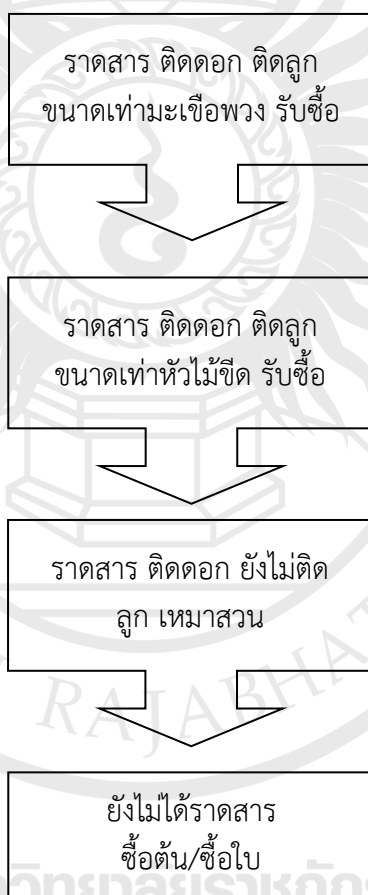 ราดสาร ติดดอก ติดลูก
ขนาดเท่ามะเขือพวง รับซื้อ
ราดสาร ติดดอก ติดลูก
ขนาดเท่าหัวไม้ขีด รับซื้อ
ราดสาร ติดดอก ยังไม่ติด
ลูก เหมาสวน
RAJABHAT
ยังไม่ได้ราดสาร
ซื้อต้น/ซื้อใบ